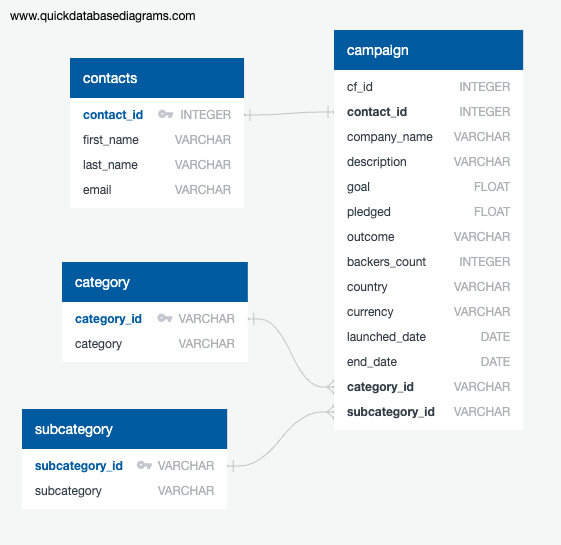 www.quickdatabasediagrams.com
contacts
contact_id INTEGER
first_name VARCHAR
last_name VARCHAR
email VARCHAR
category
category_id VARCHAR
category VARCHAR
subcategory
subcategory_id VARCHAR
subcategory VARCHAR
campaign
cf_id INTEGER
contact_id INTEGER
company_name VARCHAR
description VARCHAR
goal FLOAT
pledged FLOAT
outcome VARCHAR
backers_count INTEGER
country VARCHAR
currency VARCHAR
launched_date DATE
end_date DATE
category_id VARCHAR
subcategory_id VARCHAR